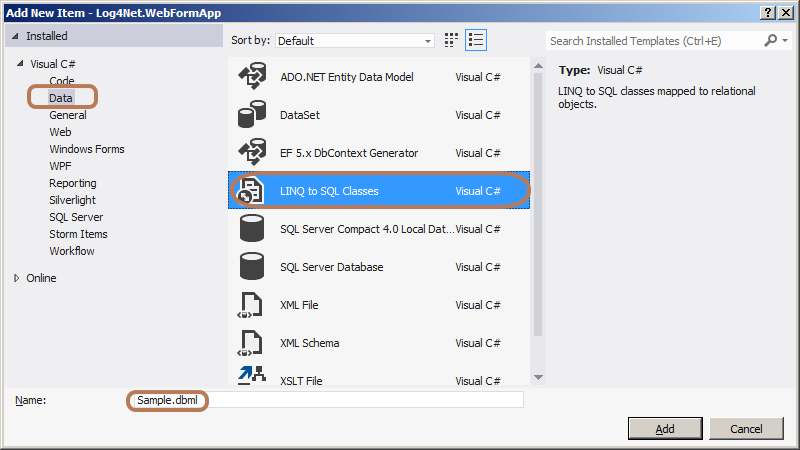 Add New Item - Log4Net.WebFormApp
Installed
Sort by: Default
Search Installed Templates (Ctrl+E)
Visual C#
Code
Data
General
Web
Windows Forms
WPF
Reporting
Silverlight
SQL Server
Storm Items
Workflow
Online
ADO.NET Entity Data Model Visual C#
DataSet Visual C#
EF 5.x DbContext Generator Visual C#
LINQ to SQL Classes Visual C#
SQL Server Compact 4.0 Local Dat... Visual C#
SQL Server Database Visual C#
XML File Visual C#
XML Schema Visual C#
XSLT File Visual C#
Type: Visual C#
LINQ to SQL classes mapped to relational
objects.
Name: Sample.dbml
Add Cancel